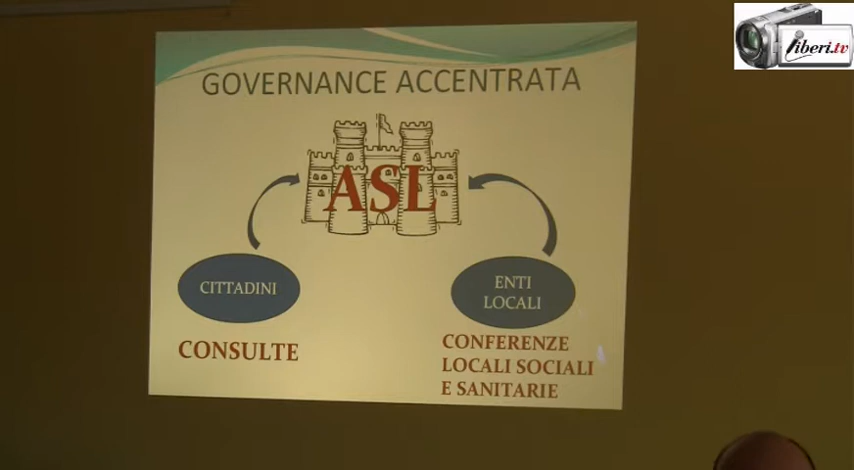 liberi.tv
GOVERNANCE ACCENTRATA
ASL
CITTADINI
ENTI
LOCALI
CONSULTE
CONFERENZE
LOCALI SOCIALI
E SANITARIE